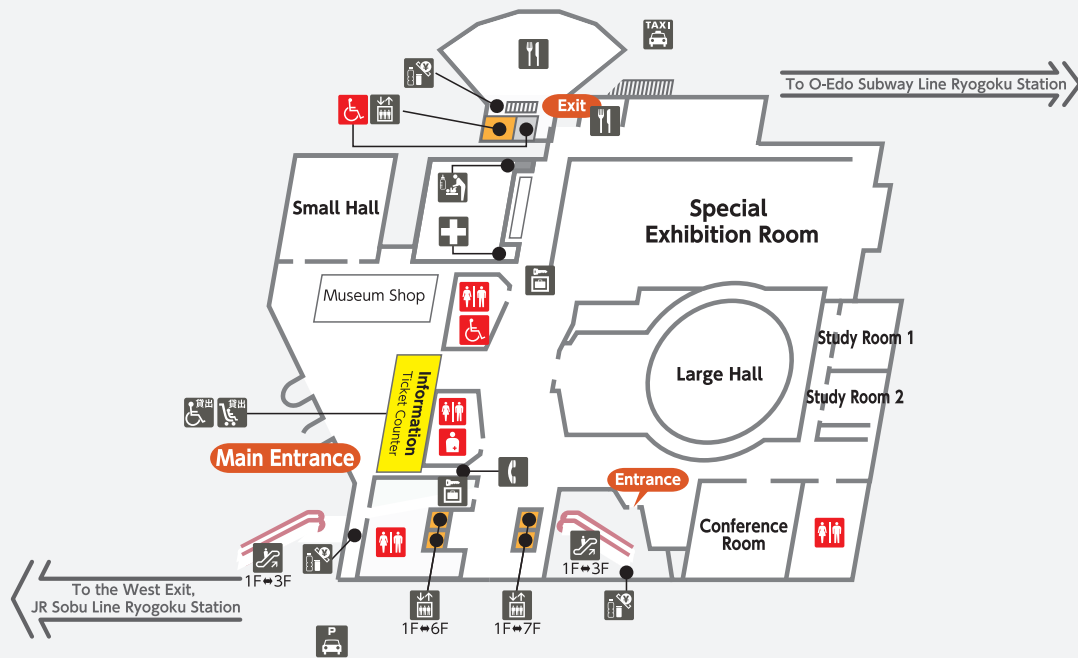 TAXI
To O-Edo Subway Line Ryogoku Station
¥
Exit
Small Hall
Special
Exhibition Room
Museum Shop
Study Room 1
Large Hall
Study Room 2
Information
Ticket Counter
貸出
貸出
Main Entrance
Entrance
Conference
Room
¥
1F⬌3F
1F⬌3F
To the West Exit,
JR Sobu Line Ryogoku Station
¥
1F⬌6F
1F⬌7F
P